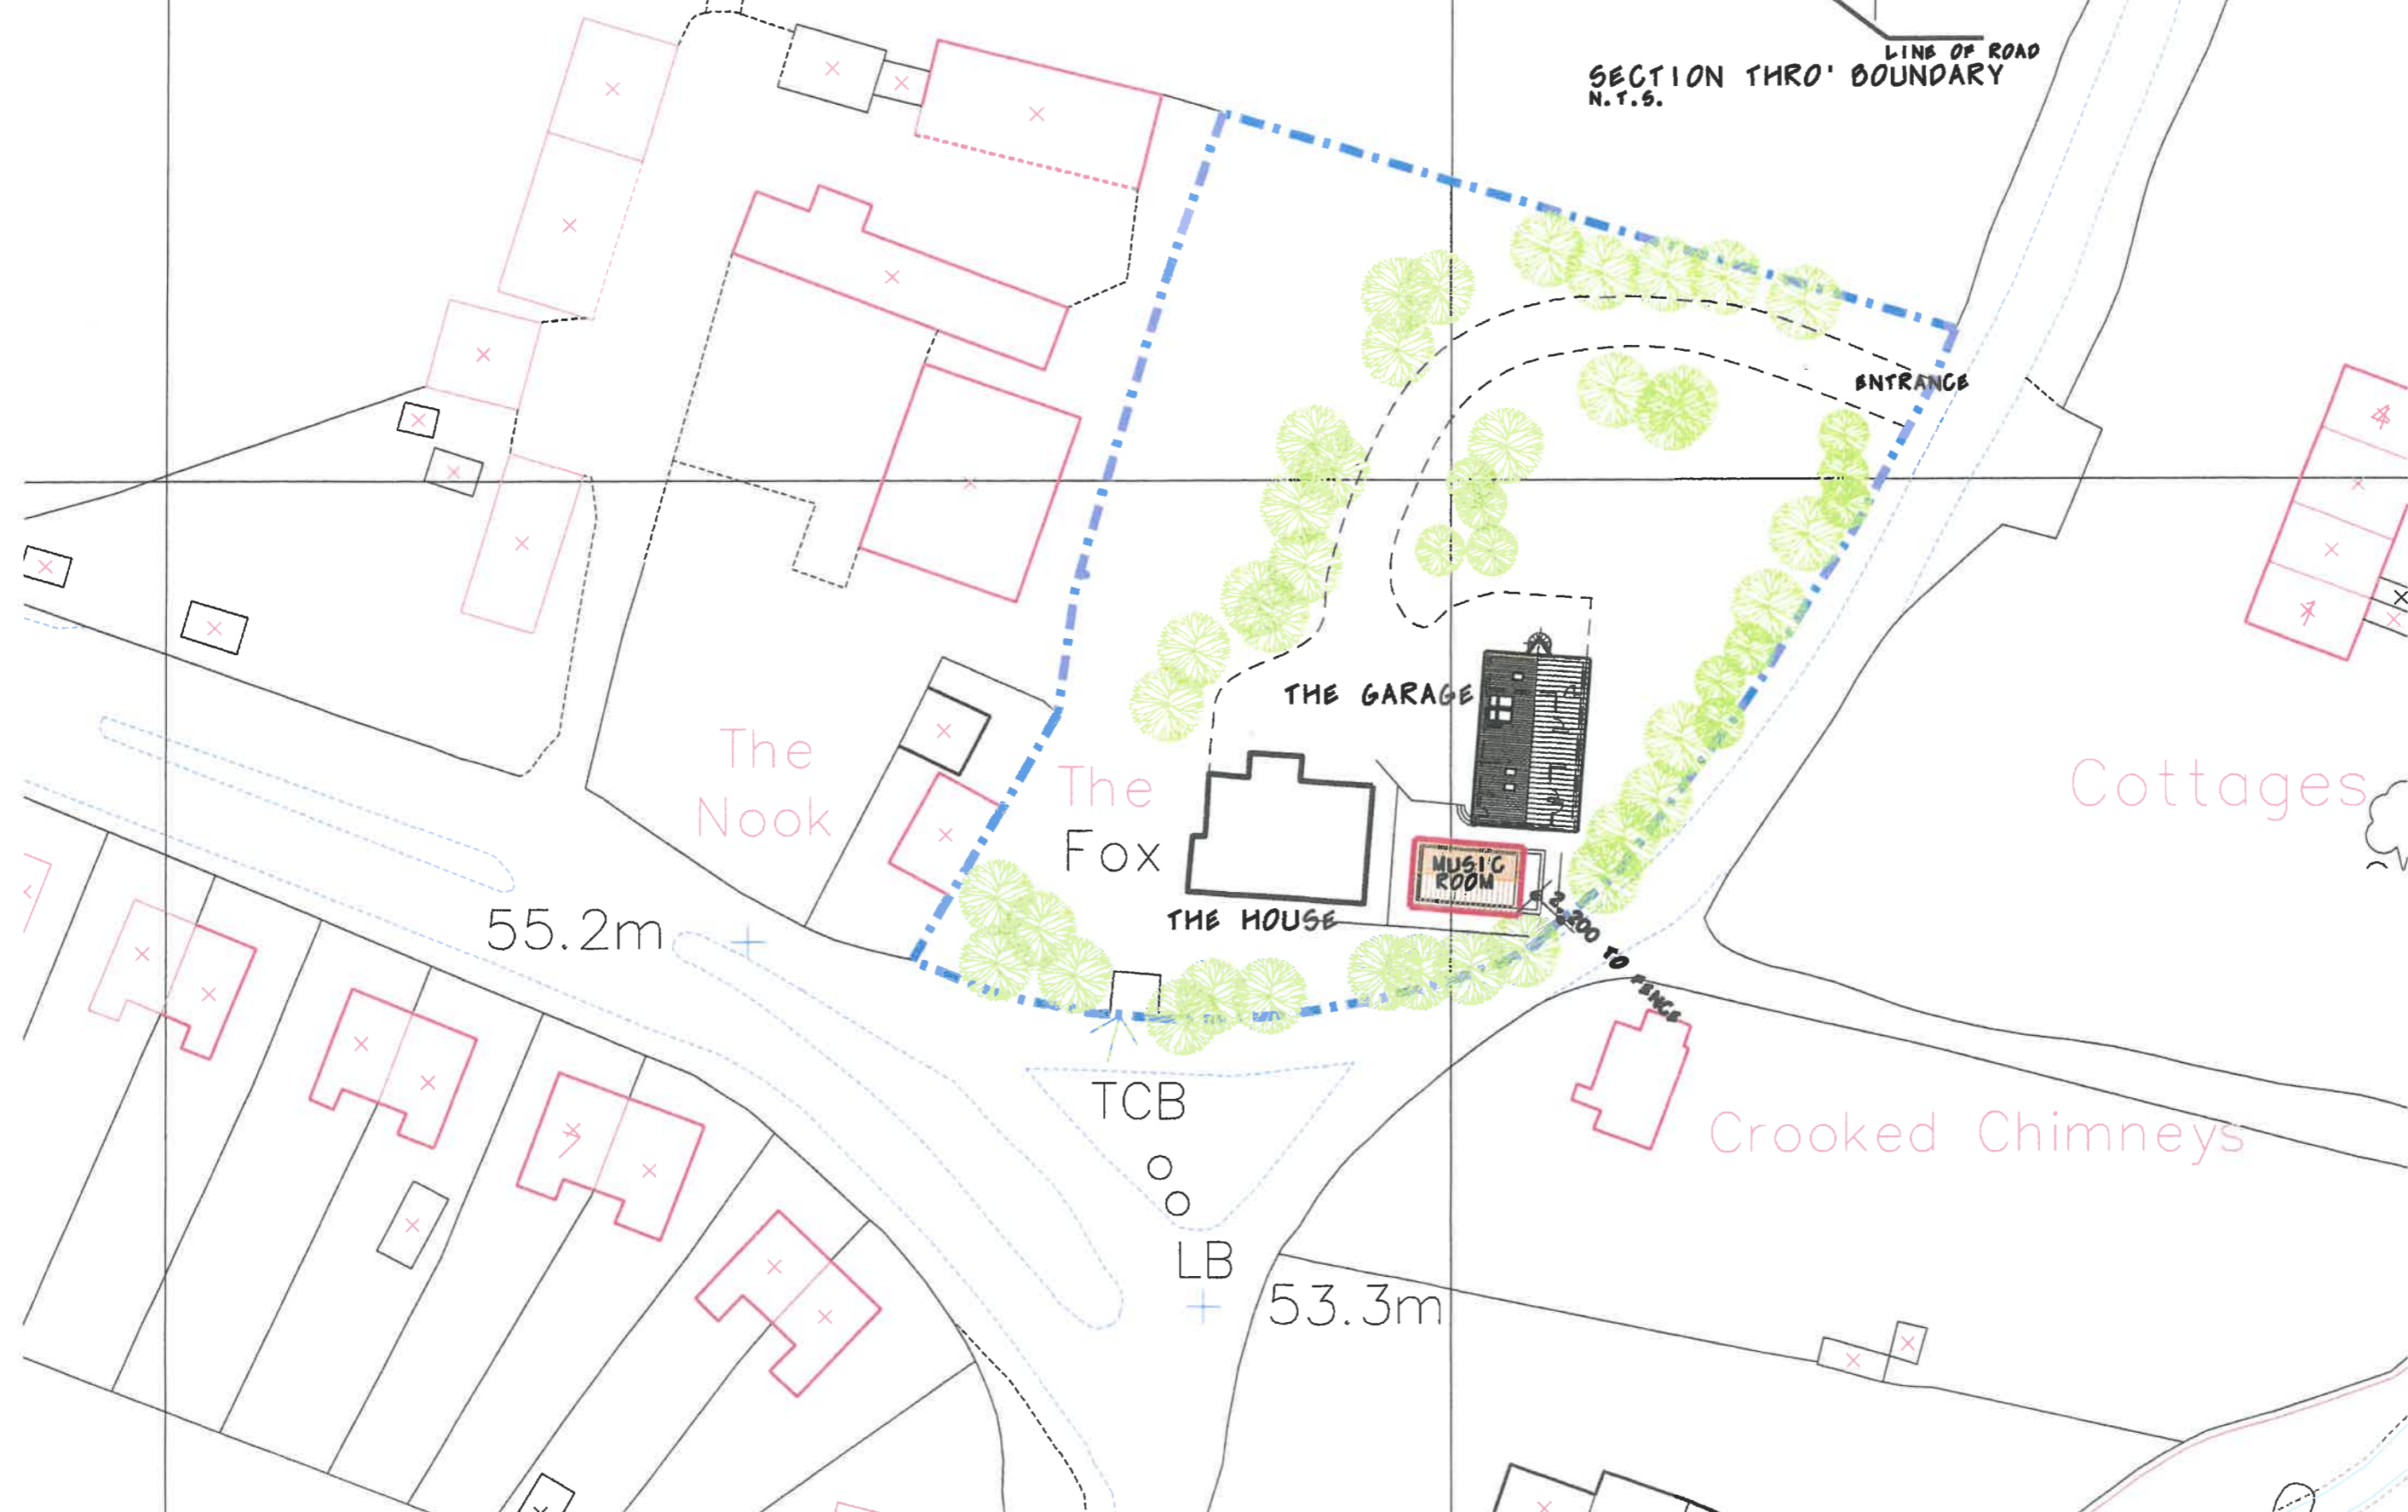 LINE OF ROAD
SECTION THRO' BOUNDARY
N.T.S.
ENTRANCE
THE GARAGE
The
Nook
The
Fox
MUSIC
ROOM
THE HOUSE
2,200 TO FENCE
Cottages
55.2m
TCB
Crooked Chimneys
LB
53.3m